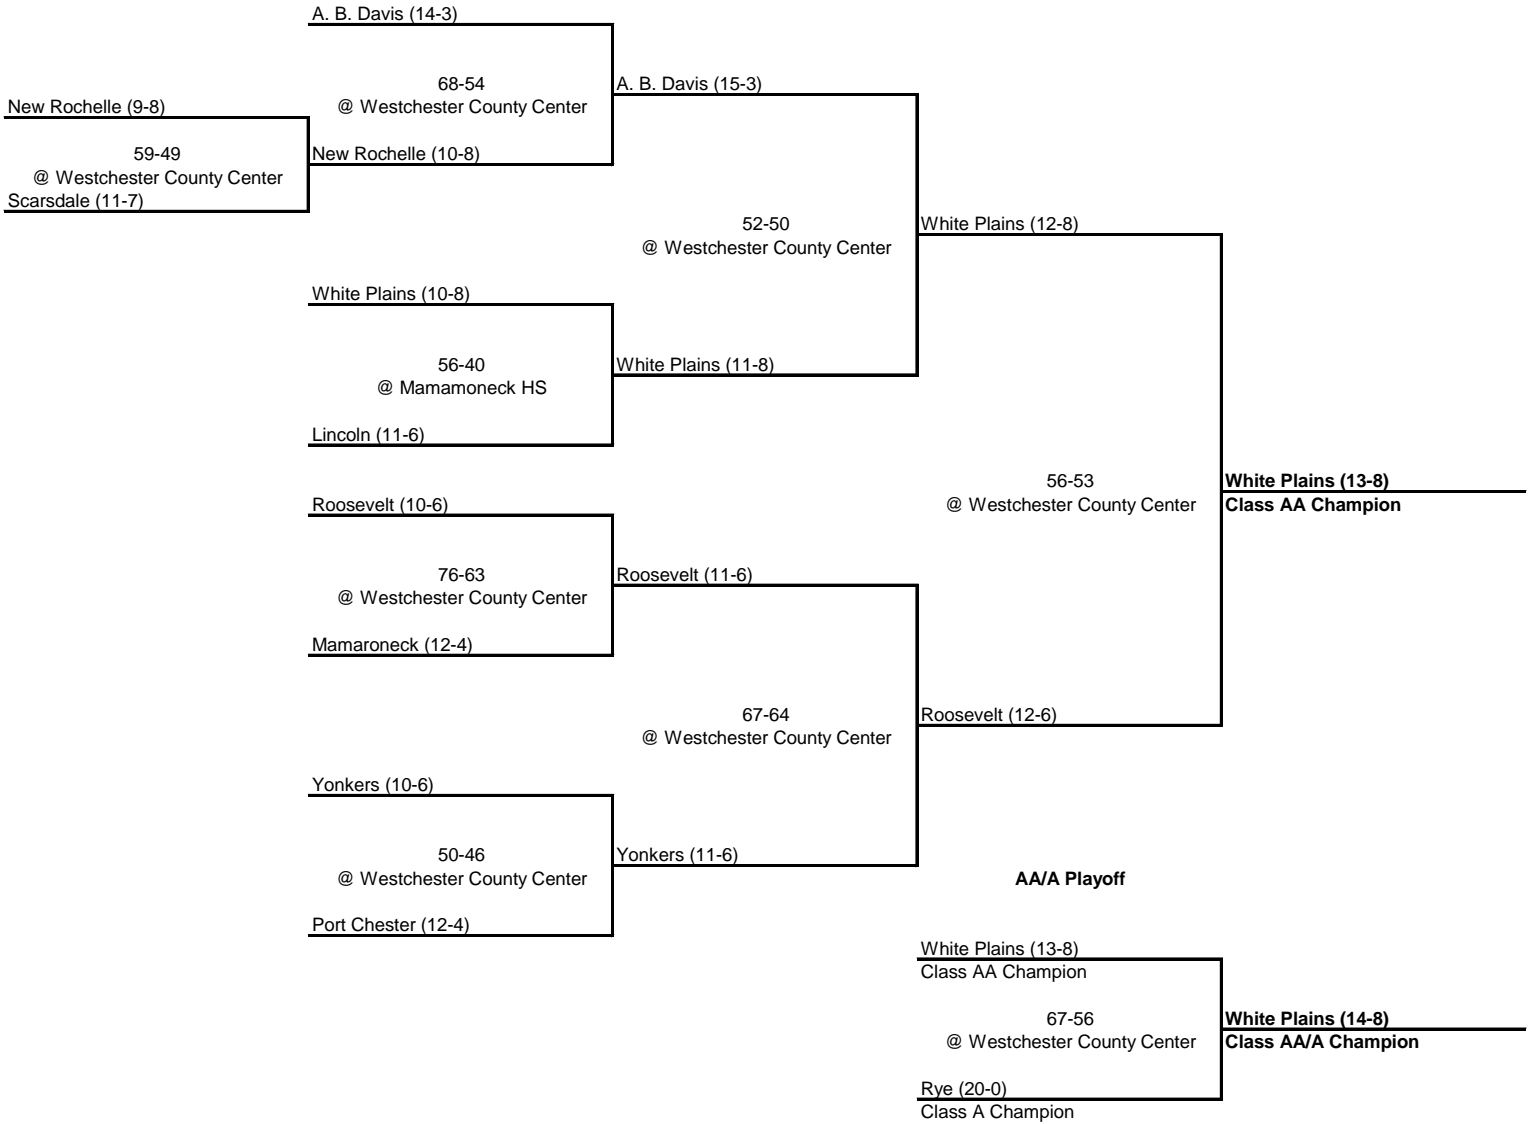 A. B. Davis (14-3)
68-54
@ Westchester County Center
A. B. Davis (15-3)
New Rochelle (9-8)
59-49
@ Westchester County Center
New Rochelle (10-8)
Scarsdale (11-7)
52-50
@ Westchester County Center
White Plains (12-8)
White Plains (10-8)
56-40
@ Mamamoneck HS
White Plains (11-8)
Lincoln (11-6)
56-53
@ Westchester County Center
White Plains (13-8)
Class AA Champion
Roosevelt (10-6)
76-63
@ Westchester County Center
Roosevelt (11-6)
Mamaroneck (12-4)
67-64
@ Westchester County Center
Roosevelt (12-6)
Yonkers (10-6)
50-46
@ Westchester County Center
Yonkers (11-6)
Port Chester (12-4)
AA/A Playoff
White Plains (13-8)
Class AA Champion
67-56
@ Westchester County Center
White Plains (14-8)
Class AA/A Champion
Rye (20-0)
Class A Champion